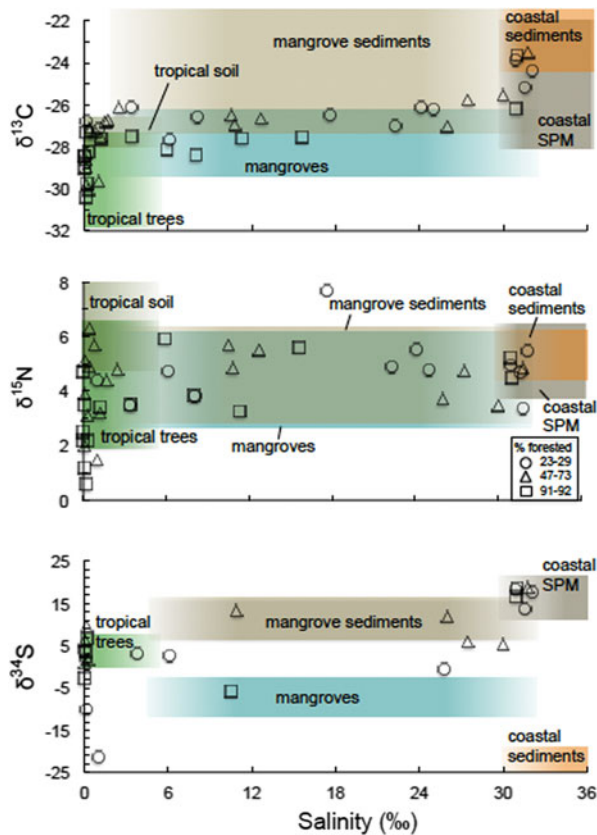 -22
-24
-26
-28
-30
-32
δ13C
mangrove sediments
coastal
sediments
tropical soil
coastal
SPM
mangroves
tropical trees
8
6
4
2
0
δ15N
tropical soil
mangrove sediments
coastal
sediments
tropical trees
mangroves
coastal
SPM
% forested
23-29
47-73
91-92
25
15
5
-5
-15
-25
δ34S
coastal
SPM
tropical
trees
mangrove sediments
mangroves
coastal
sediments
0 6 12 18 24 30 36
Salinity (‰)